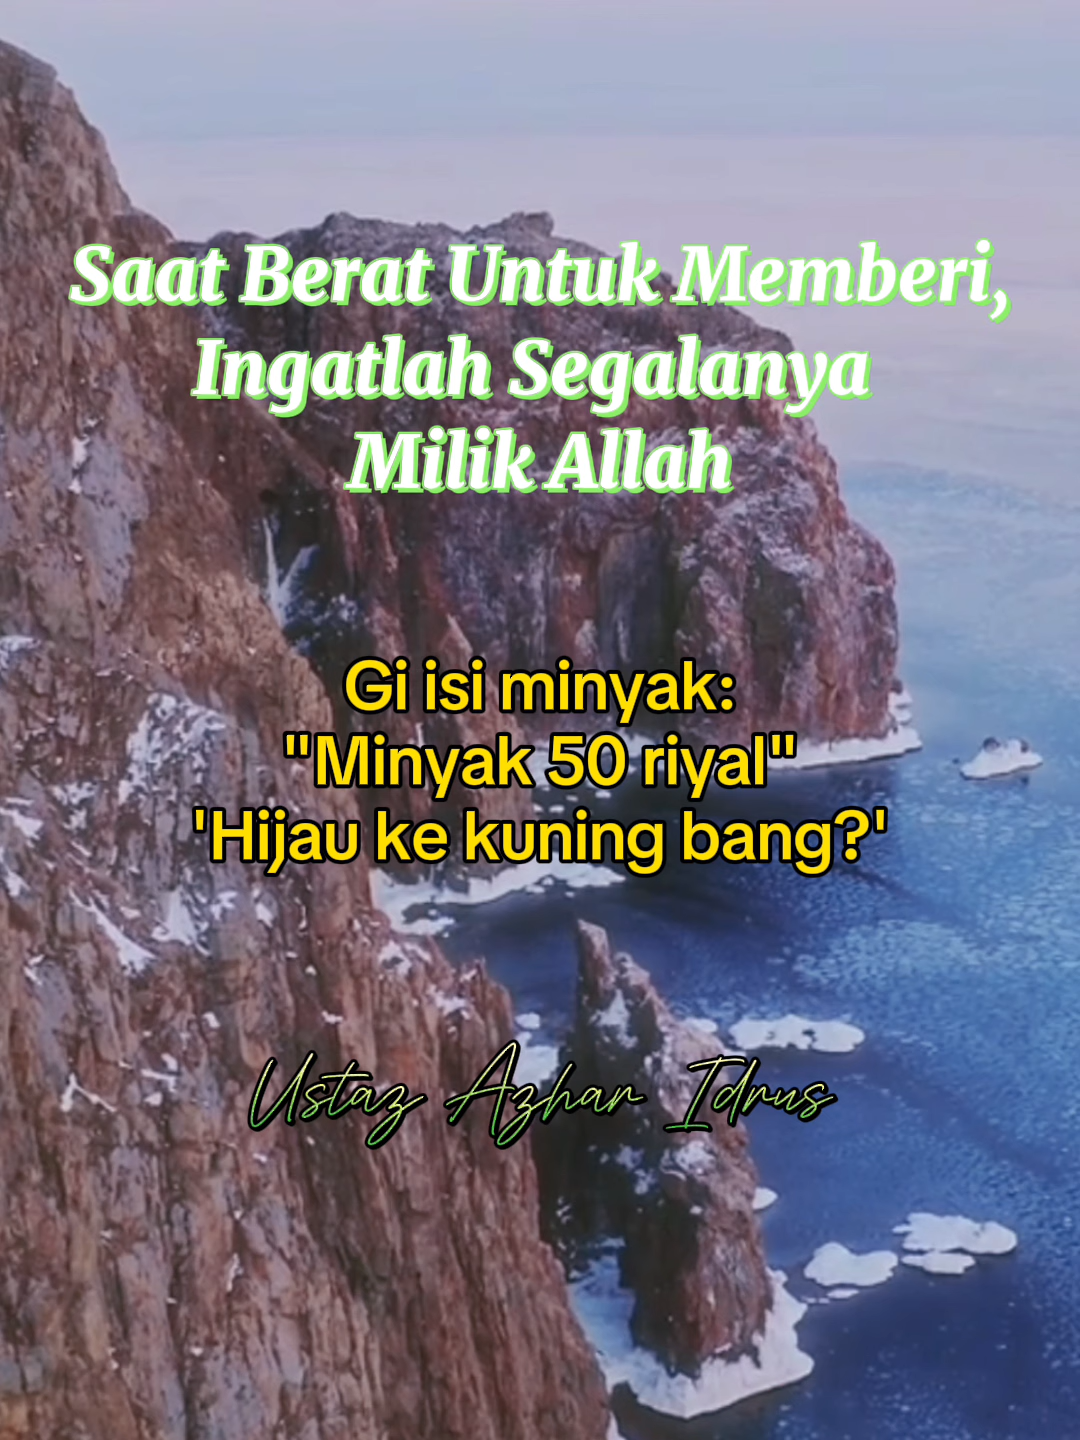 Saat Berat Untuk Memberi,
Ingatlah Segalanya
Milik Allah
Gi isi minyak:
"Minyak 50 riyal"
'Hijau ke kuning bang?'
Ustaz Azhar Idrus